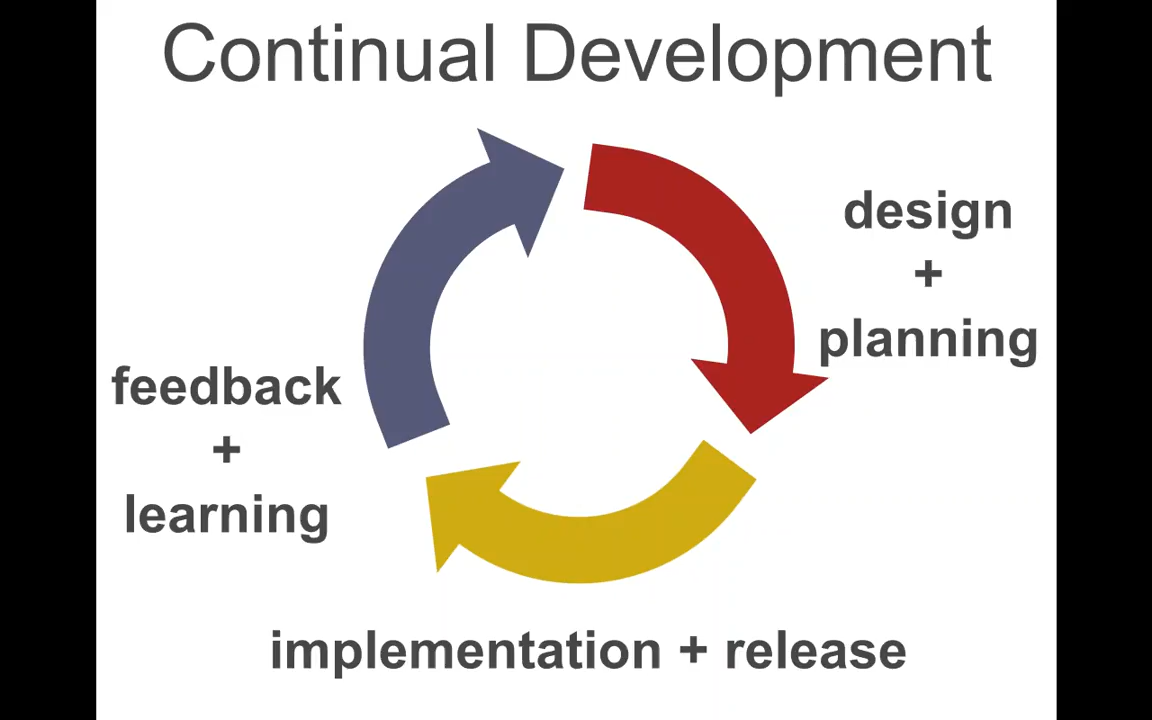 Continual Development
design
+
planning
feedback
+
learning
implementation + release